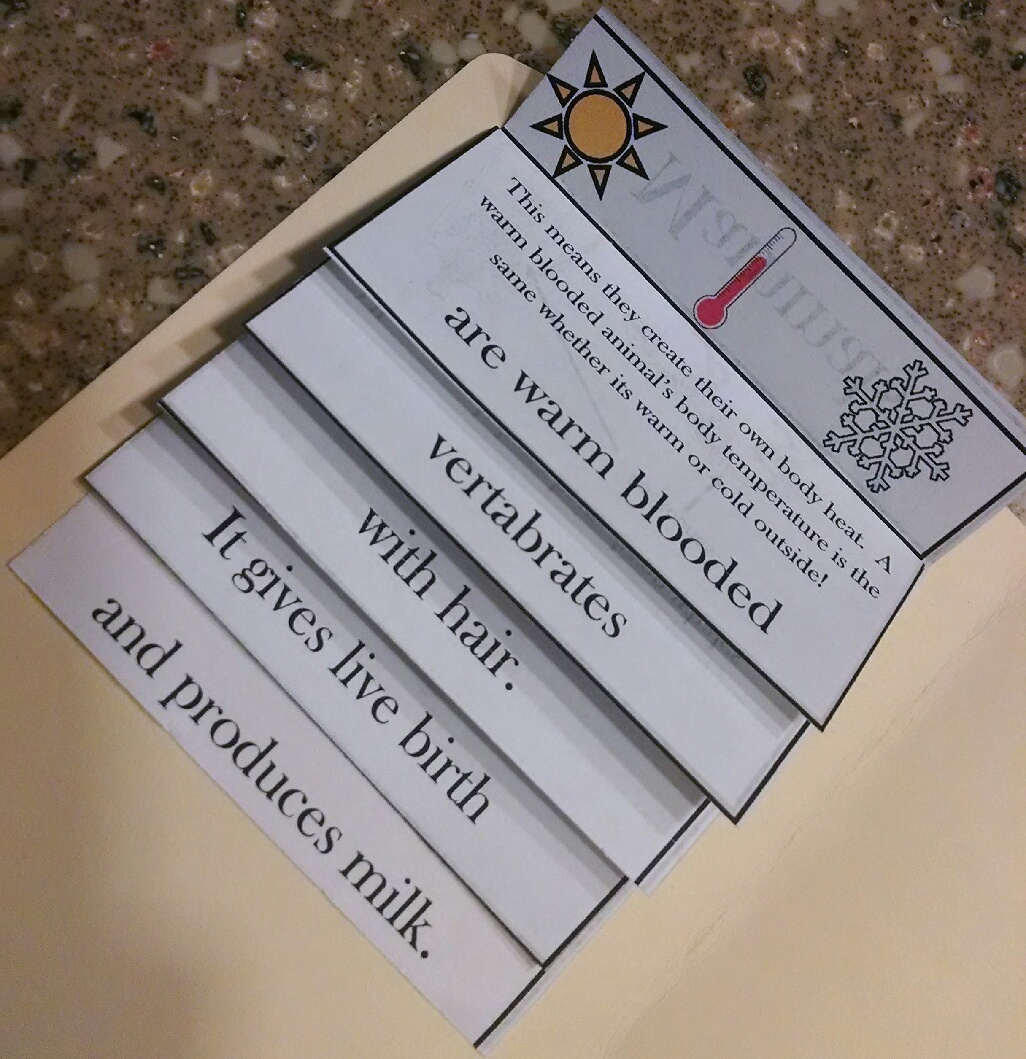 This means they create their own body heat. A
warm blooded animal's body temperature is the
same whether its warm or cold outside!
are warm blooded
vertabrates
with hair.
It gives live birth
and produces milk.